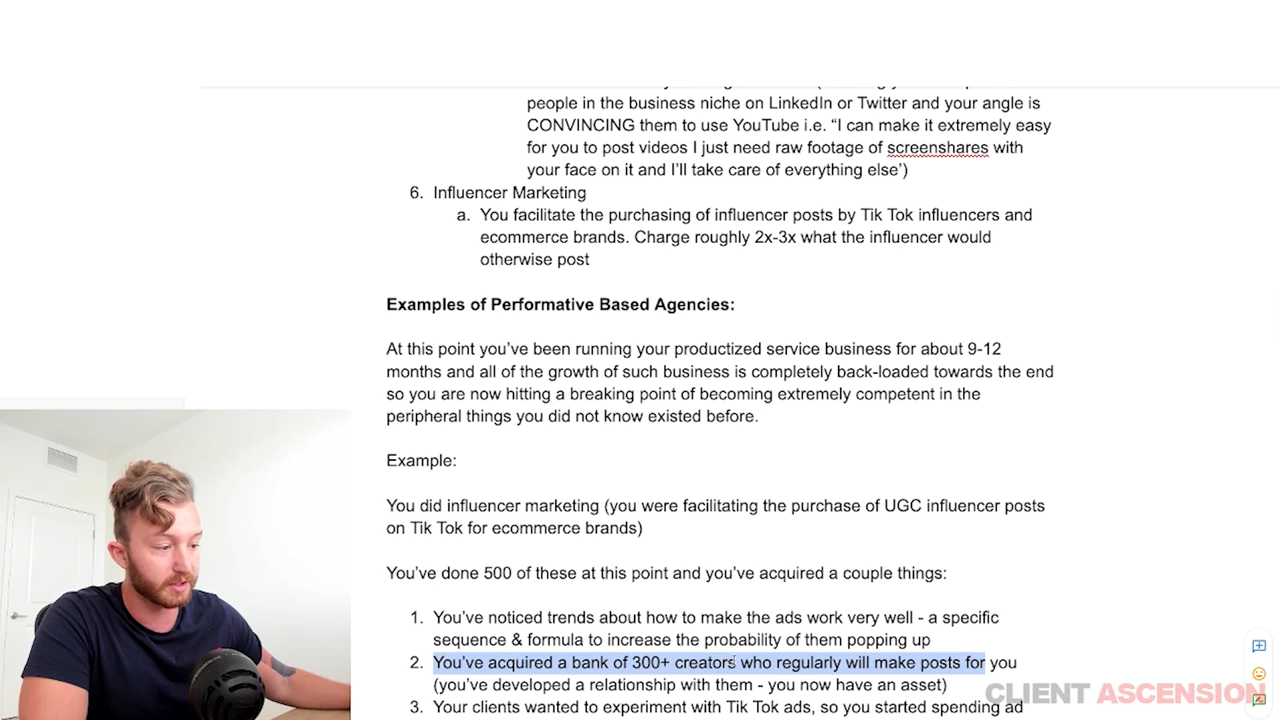 people in the business niche on LinkedIn or Twitter and your angle is
CONVINCING them to use YouTube i.e. “I can make it extremely easy
for you to post videos I just need raw footage of screenshares with
your face on it and I’ll take care of everything else’)
6. Influencer Marketing
a. You facilitate the purchasing of influencer posts by Tik Tok influencers and
ecommerce brands. Charge roughly 2x-3x what the influencer would
otherwise post
Examples of Performative Based Agencies:
At this point you’ve been running your productized service business for about 9-12
months and all of the growth of such business is completely back-loaded towards the end
so you are now hitting a breaking point of becoming extremely competent in the
peripheral things you did not know existed before.
Example:
You did influencer marketing (you were facilitating the purchase of UGC influencer posts
on Tik Tok for ecommerce brands)
You’ve done 500 of these at this point and you’ve acquired a couple things:
1. You’ve noticed trends about how to make the ads work very well - a specific
sequence & formula to increase the probability of them popping up
2. You’ve acquired a bank of 300+ creators who regularly will make posts for you
(you’ve developed a relationship with them - you now have an asset)
3. Your clients wanted to experiment with Tik Tok ads, so you started spending ad
CLIENT ASCENSION